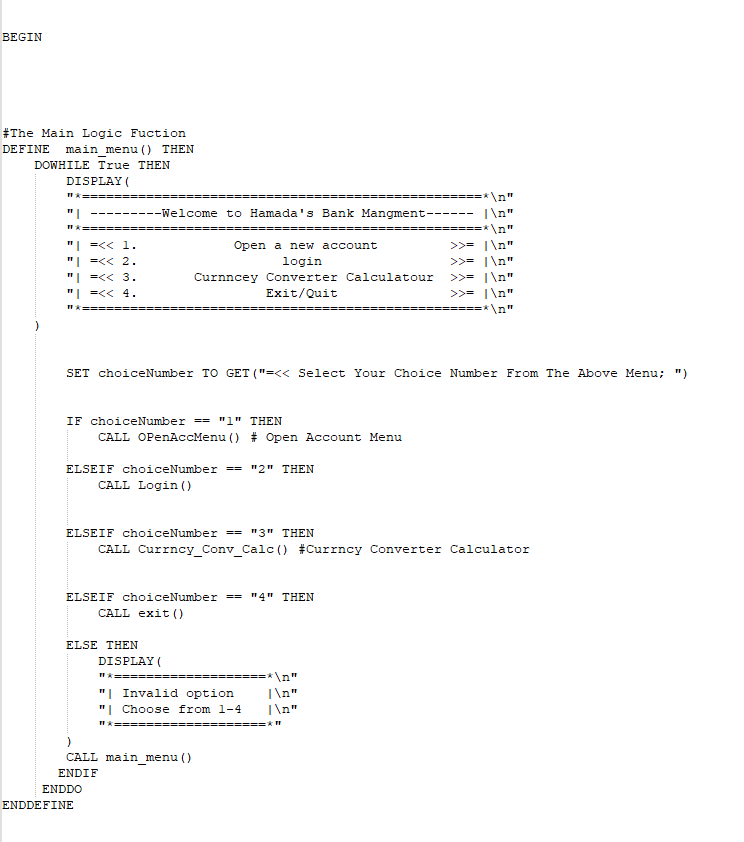 BEGIN
#The Main Logic Fuction
DEFINE  main_menu() THEN
    DOWHILE True THEN
        DISPLAY(
        "*==================================================*\n"
        "| ---------Welcome to Hamada's Bank Mangment------ |\n"
        "*==================================================*\n"
        "| =<< 1.            Open a new account         >>= |\n"
        "| =<< 2.                  login                >>= |\n"
        "| =<< 3.       Curnncey Converter Calculatour  >>= |\n"
        "| =<< 4.                Exit/Quit              >>= |\n"
        "*==================================================*\n"
    )
        SET choiceNumber TO GET("=<< Select Your Choice Number From The Above Menu; ")
        IF choiceNumber == "1" THEN
            CALL OPenAccMenu() # Open Account Menu
        ELSEIF choiceNumber == "2" THEN
            CALL Login()
        ELSEIF choiceNumber == "3" THEN
            CALL Currncy_Conv_Calc() #Currncy Converter Calculator
        ELSEIF choiceNumber == "4" THEN
            CALL exit()
        ELSE THEN
            DISPLAY(
            "*===================*\n"
            "| Invalid option    |\n"
            "| Choose from 1-4   |\n"
            "*===================*"
        )
        CALL main_menu()
       ENDIF
     ENDDO
ENDDEFINE